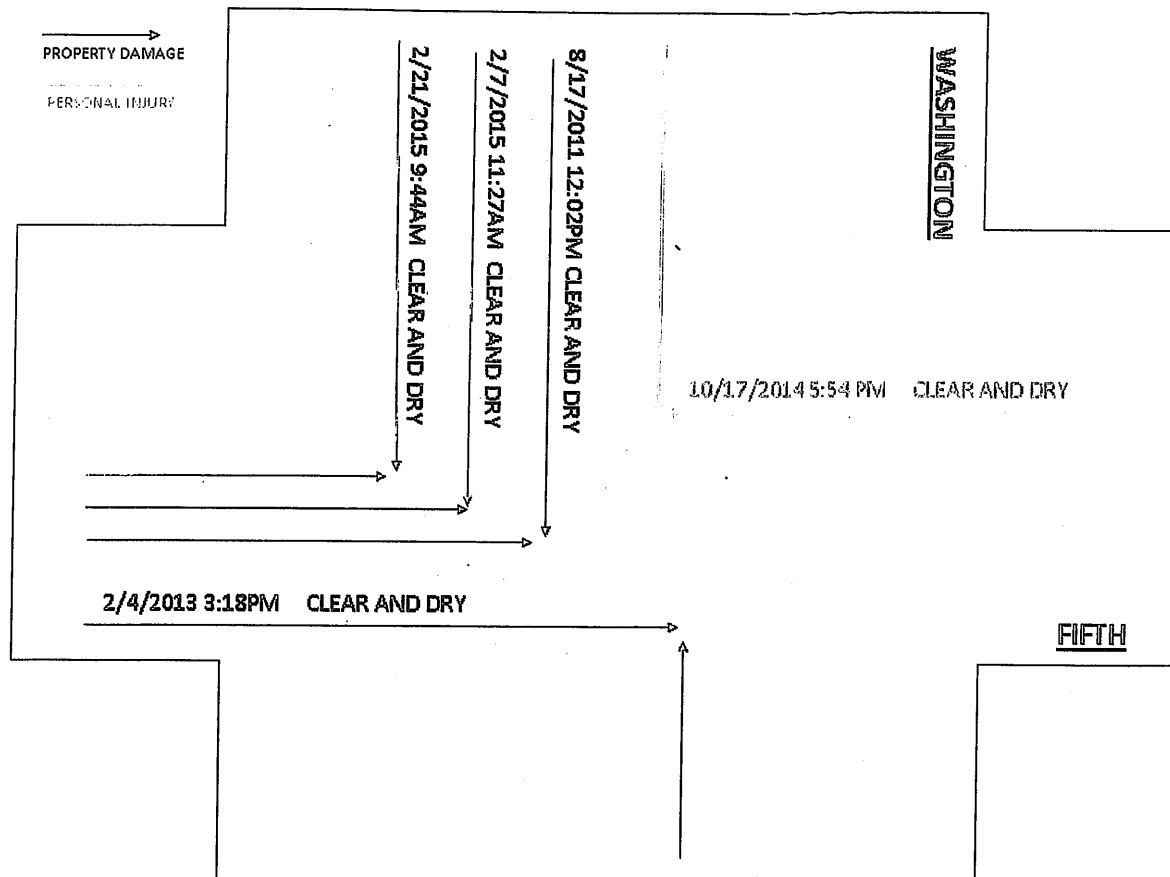 PROPERTY DAMAGE
PERSONAL INJURY
2/21/2015 9:44AM CLEAR AND DRY
2/7/2015 11:27AM CLEAR AND DRY
8/17/2011 12:02PM CLEAR AND DRY
WASHINGTON
10/17/2014 5:54 PM CLEAR AND DRY
2/4/2013 3:18PM CLEAR AND DRY
FIFTH